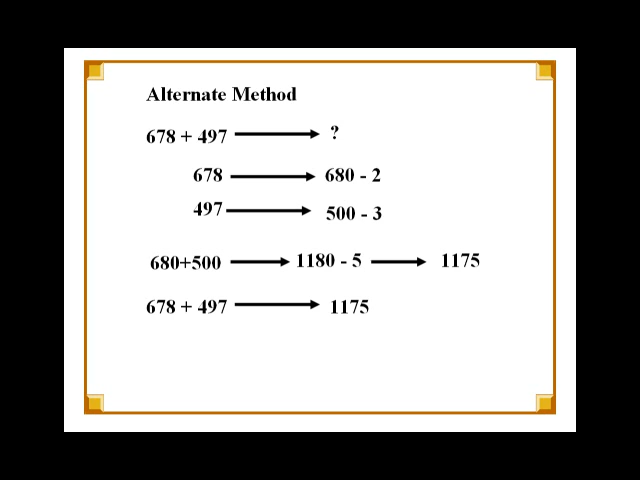 Alternate Method
678 + 497 ?
678 680 - 2
497 500 - 3
680+500 1180 - 5 1175
678 + 497 1175